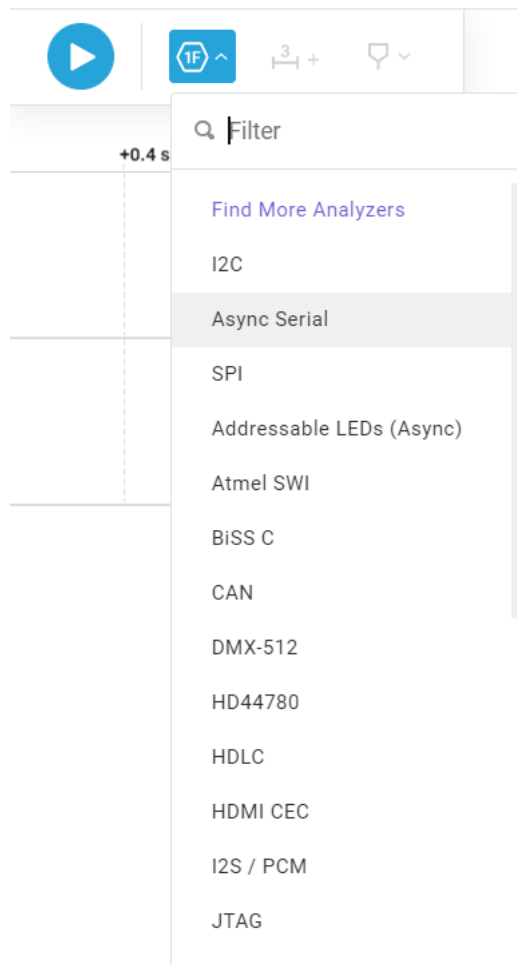 1F
3
+
Filter
+0.4 s
Find More Analyzers
I2C
Async Serial
SPI
Addressable LEDs (Async)
Atmel SWI
BiSS C
CAN
DMX-512
HD44780
HDLC
HDMI CEC
I2S / PCM
JTAG